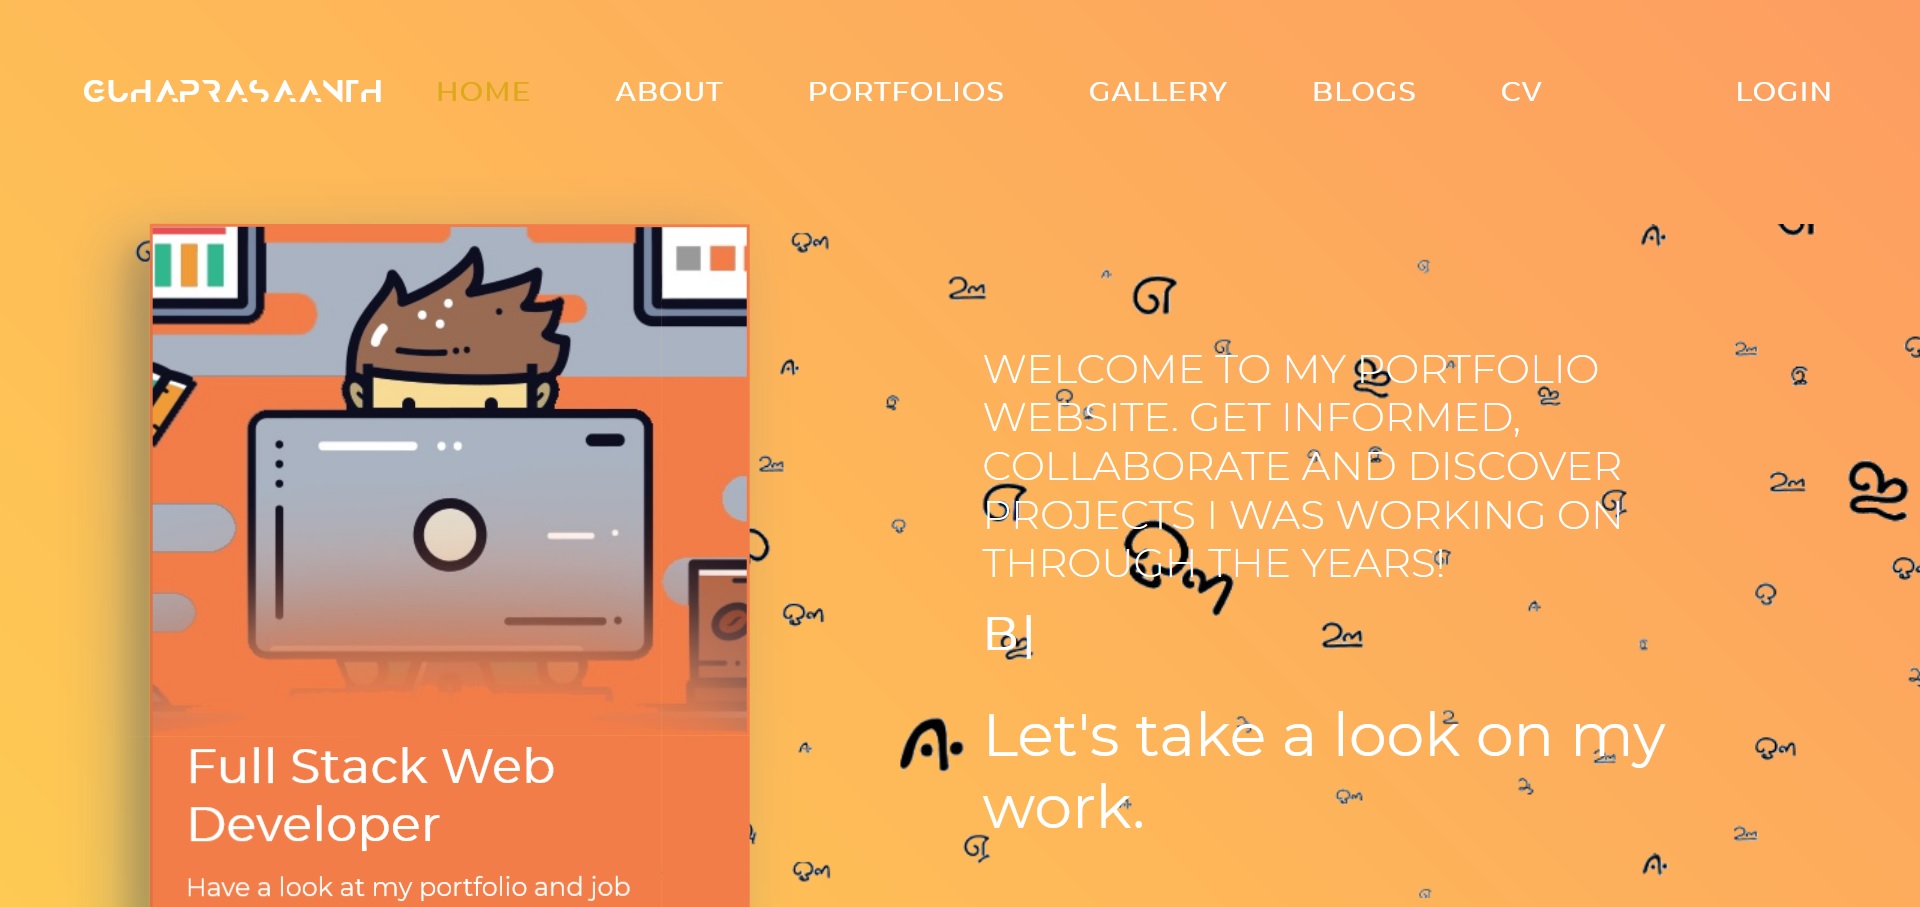 GUHAPRASAANTH HOME ABOUT PORTFOLIOS GALLERY BLOGS CV LOGIN
WELCOME TO MY PORTFOLIO
WEBSITE. GET INFORMED,
COLLABORATE AND DISCOVER
PROJECTS I WAS WORKING ON
THROUGH THE YEARS!
B|
Let's take a look on my
work.
Full Stack Web
Developer
Have a look at my portfolio and job